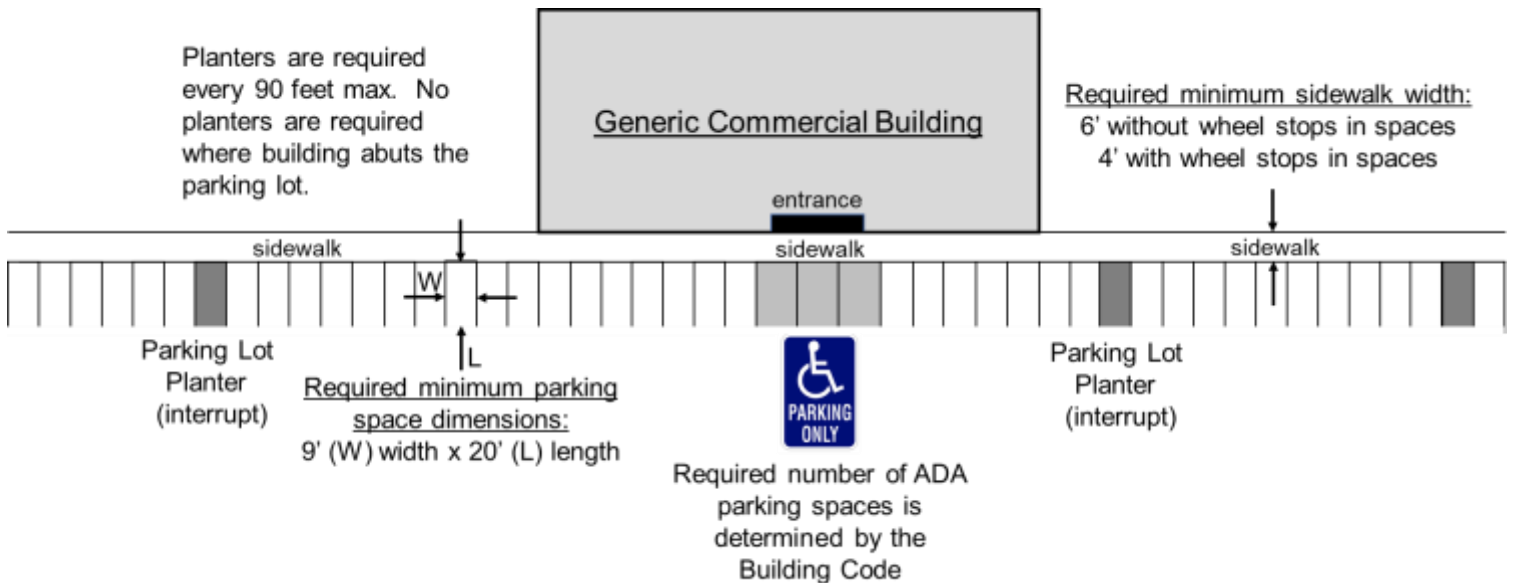 Planters are required
every 90 feet max. No
planters are required
where building abuts the
parking lot.
Generic Commercial Building
entrance
Required minimum sidewalk width:
6' without wheel stops in spaces
4' with wheel stops in spaces
sidewalk
sidewalk
sidewalk
W
L
Parking Lot
Planter
(interrupt)
Required minimum parking
space dimensions:
9' (W) width x 20' (L) length
PARKING
ONLY
Required number of ADA
parking spaces is
determined by the
Building Code
Parking Lot
Planter
(interrupt)